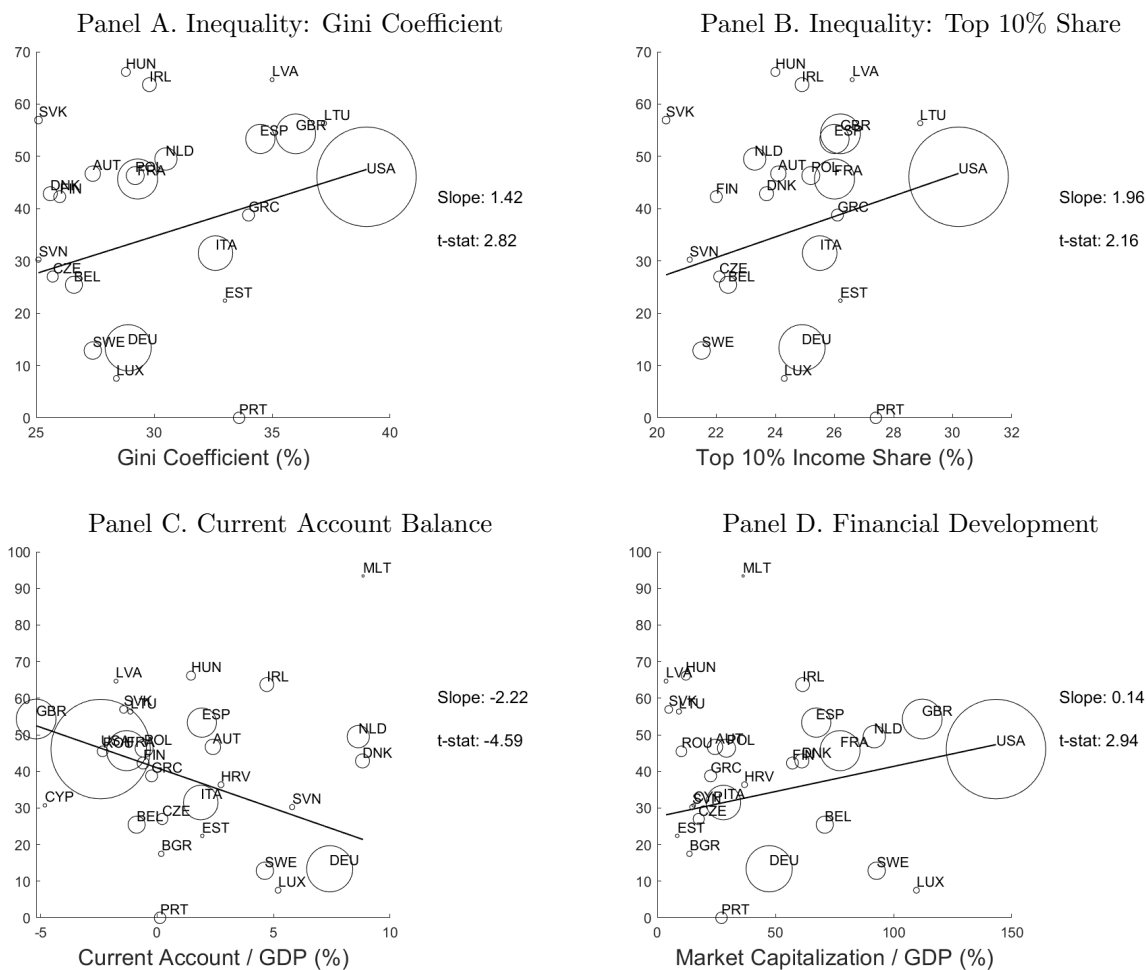 Panel A. Inequality: Gini Coefficient
70
60
50
40
30
20
10
0
25
30
35
40
HUN
IRL
LVA
SVK
LTU
ESP
GBR
NLD
AUT
POL
FRA
USA
DNK
FIN
GRC
ITA
SVN
CZE
BEL
EST
SWE
DEU
LUX
PRT
Slope: 1.42
t-stat: 2.82
Gini Coefficient (%)
Panel B. Inequality: Top 10% Share
70
60
50
40
30
20
10
0
20
22
24
26
28
30
32
HUN
IRL
LVA
SVK
LTU
GBR
ESP
NLD
AUT
POL
FRA
USA
FIN
DNK
GRC
ITA
SVN
CZE
BEL
EST
SWE
DEU
LUX
PRT
Slope: 1.96
t-stat: 2.16
Top 10% Income Share (%)
Panel C. Current Account Balance
100
90
80
70
60
50
40
30
20
10
0
-5
0
5
10
MLT
LVA
HUN
IRL
SVK
LTU
GBR
ESP
NLD
USA
ROU
FRA
POL
AUT
FIN
DNK
GRC
HRV
CYP
ITA
SVN
BEL
CZE
EST
BGR
SWE
DEU
LUX
PRT
Slope: -2.22
t-stat: -4.59
Current Account / GDP (%)
Panel D. Financial Development
100
90
80
70
60
50
40
30
20
10
0
0
50
100
150
MLT
LVA
HUN
IRL
SVK
LTU
ESP
GBR
NLD
ROU
AUT
POL
FRA
USA
FIN
DNK
GRC
HRV
CYP
ITA
SVN
CZE
BEL
EST
BGR
DEU
SWE
LUX
PRT
Slope: 0.14
t-stat: 2.94
Market Capitalization / GDP (%)